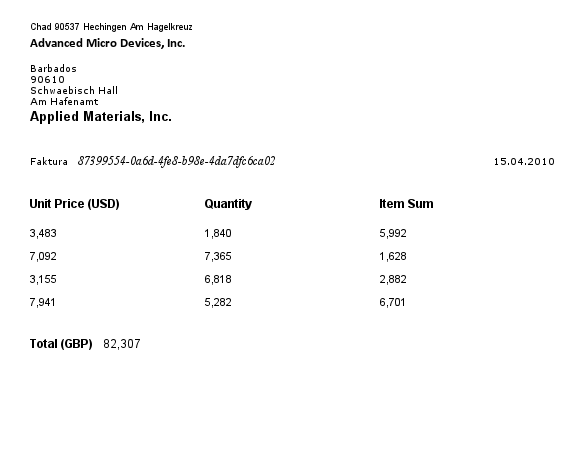 Chad 90537 Hechingen Am Hagelkreuz
Advanced Micro Devices, Inc.
Barbados
90610
Schwaebisch Hall
Am Hafenamt
Applied Materials, Inc.
Faktura 87399554-0a6d-4fe8-b98e-4da7dfc6ca02 15.04.2010
Unit Price (USD) Quantity Item Sum
3,483 1,840 5,992
7,092 7,365 1,628
3,155 6,818 2,882
7,941 5,282 6,701
Total (GBP) 82,307